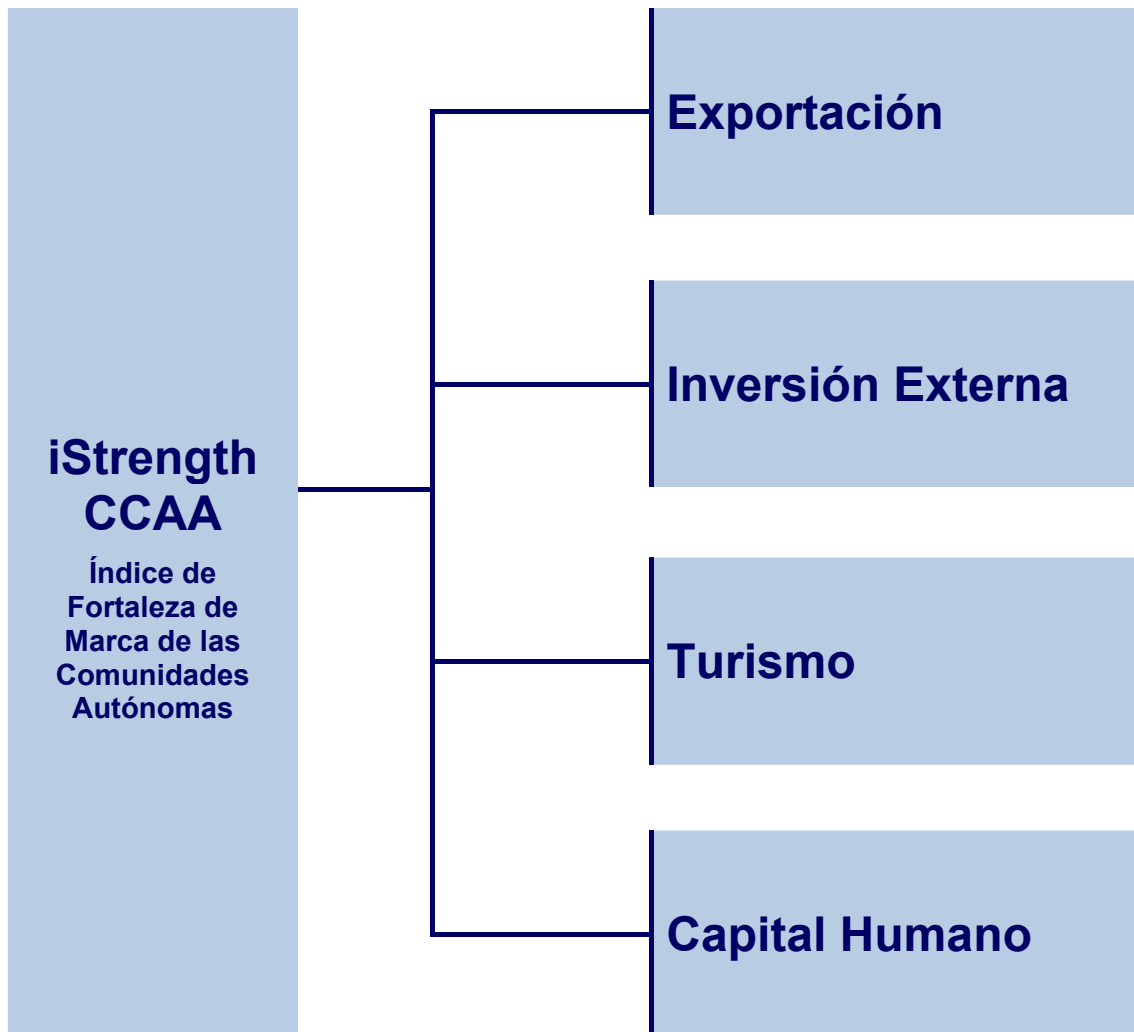 iStrength
CCAA
Índice de
Fortaleza de
Marca de las
Comunidades
Autónomas
Exportación
Inversión Externa
Turismo
Capital Humano